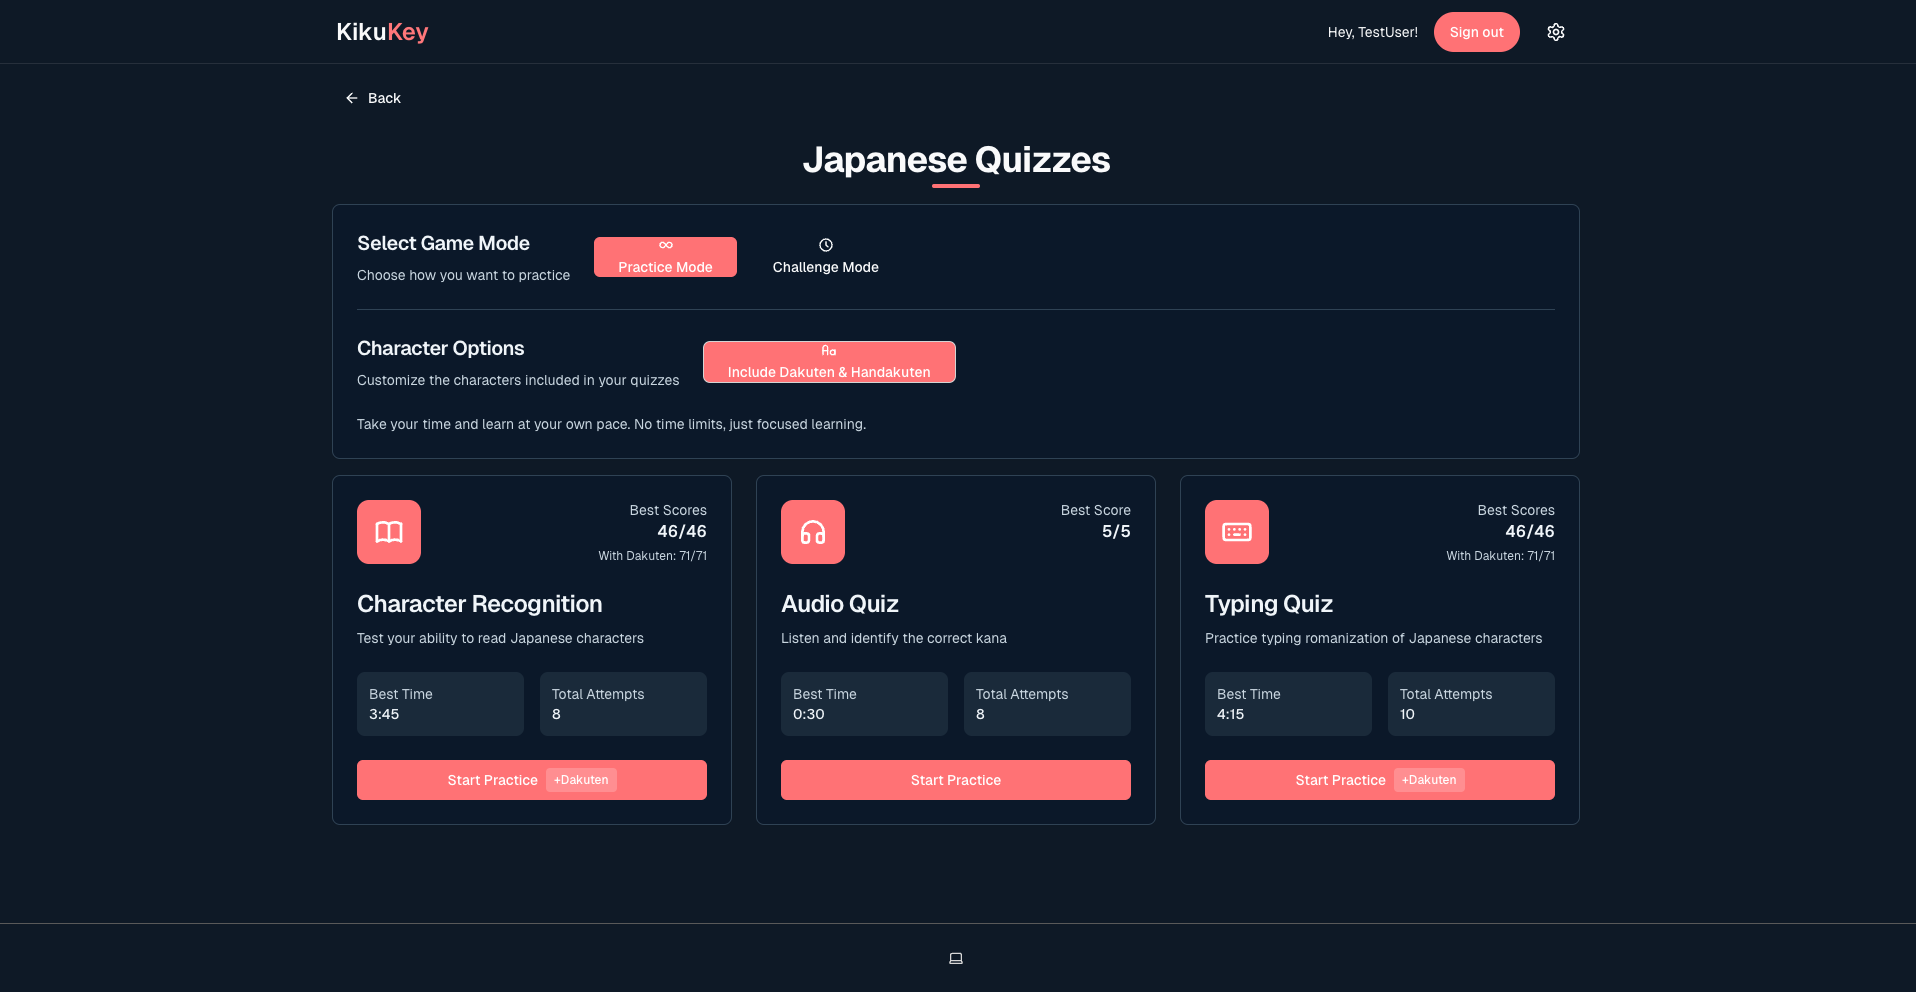 KikuKey
Hey, TestUser!
Sign out
Back
Japanese Quizzes
Select Game Mode
Choose how you want to practice
Practice Mode
Challenge Mode
Character Options
Customize the characters included in your quizzes
Include Dakuten & Handakuten
Take your time and learn at your own pace. No time limits, just focused learning.
Best Scores
46/46
With Dakuten: 71/71
Character Recognition
Test your ability to read Japanese characters
Best Time
3:45
Total Attempts
8
Start Practice +Dakuten
Best Score
5/5
Audio Quiz
Listen and identify the correct kana
Best Time
0:30
Total Attempts
8
Start Practice
Best Scores
46/46
With Dakuten: 71/71
Typing Quiz
Practice typing romanization of Japanese characters
Best Time
4:15
Total Attempts
10
Start Practice +Dakuten